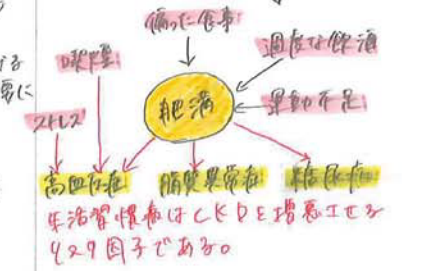 偏った食事
喫煙
過度な飲酒
ストレス
肥満
運動不足
高血圧症
脂質異常症
糖尿病
生活習慣病はCKDを増悪させる
リスク因子である。